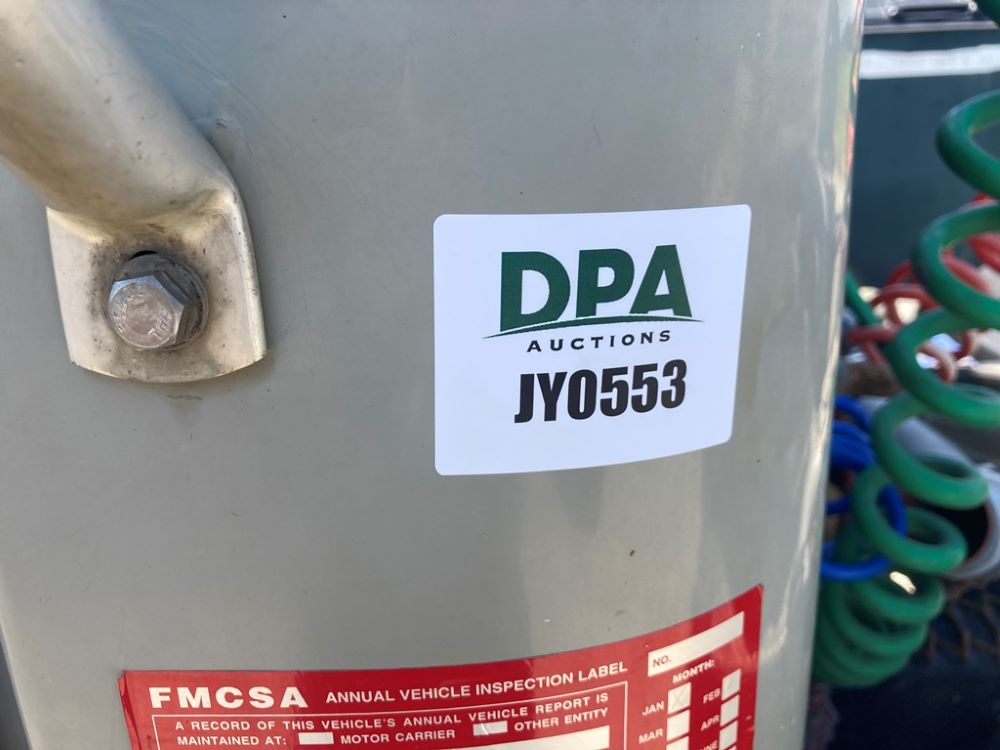 DPA
AUCTIONS
JY0553
FMCSA ANNUAL VEHICLE INSPECTION LABEL
A RECORD OF THIS VEHICLE'S ANNUAL VEHICLE REPORT IS
MAINTAINED AT: MOTOR CARRIER OTHER ENTITY
NO.
MONTH:
JAN FEB
MAR APR